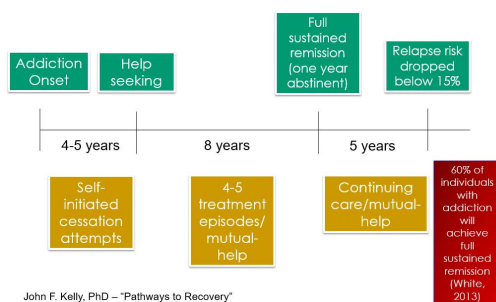 Addiction
Onset
Help
seeking
Full
sustained
remission
(one year
abstinent)
Relapse risk
dropped
below 15%
4-5 years
8 years
5 years
Self-
initiated
cessation
attempts
4-5
treatment
episodes/
mutual-
help
Continuing
care/mutual-
help
60% of
individuals
with
addiction
will
achieve
full
sustained
remission
(White,
2013)
John F. Kelly, PhD – "Pathways to Recovery"